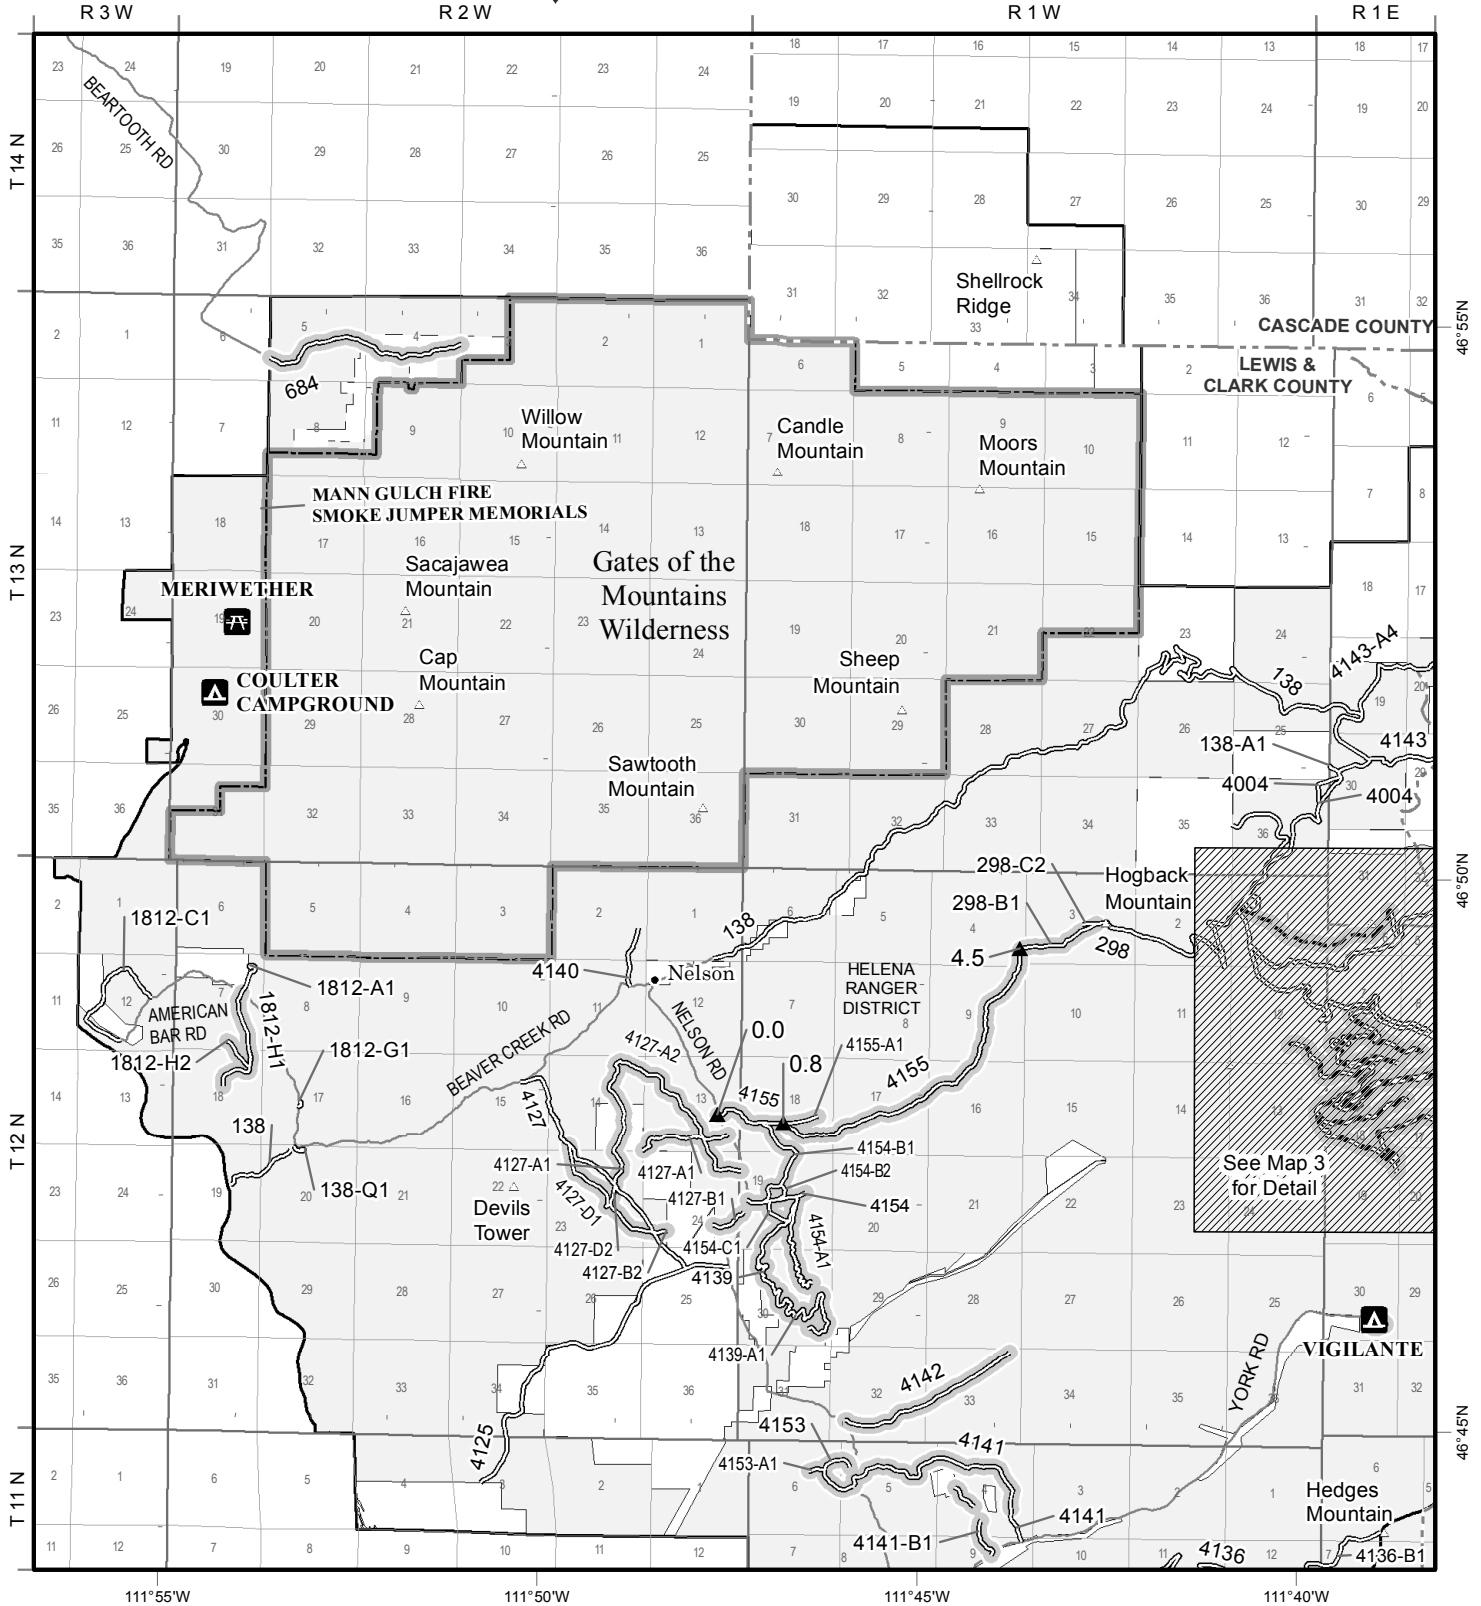 R 3 W
R 2 W
R 1 W
R 1 E
T 14 N
T 13 N
T 12 N
T 11 N
BEARTOOTH RD
Shellrock
Ridge
CASCADE COUNTY
LEWIS &
CLARK COUNTY
46°55'N
684
Willow
Mountain
Candle
Mountain
Moors
Mountain
MANN GULCH FIRE
SMOKE JUMPER MEMORIALS
Gates of the
Mountains
Wilderness
Sacajawea
Mountain
MERIWETHER
Cap
Mountain
Sheep
Mountain
COULTER
CAMPGROUND
138
4143-A4
138-A1
4143
4004
4004
Sawtooth
Mountain
298-C2
Hogback
Mountain
46°50'N
298-B1
298
1812-C1
138
4.5
4140
Nelson
HELENA
RANGER
DISTRICT
1812-A1
AMERICAN
BAR RD
1812-H1
1812-H2
1812-G1
BEAVER CREEK RD
NELSON RD
4127-A2
0.0
0.8
4155-A1
4155
4155
4127
138
138-Q1
4127-A1
4127-A1
4154-B1
4154-B2
4127-B1
4154
Devils
Tower
4127-D1
4127-D2
4127-B2
4154-C1
4154-A1
4139
4139-A1
See Map 3
for Detail
VIGILANTE
YORK RD
4142
4125
4153
4153-A1
4141
4141
4141-B1
46°45'N
Hedges
Mountain
4136
4136-B1
111°55'W
111°50'W
111°45'W
111°40'W